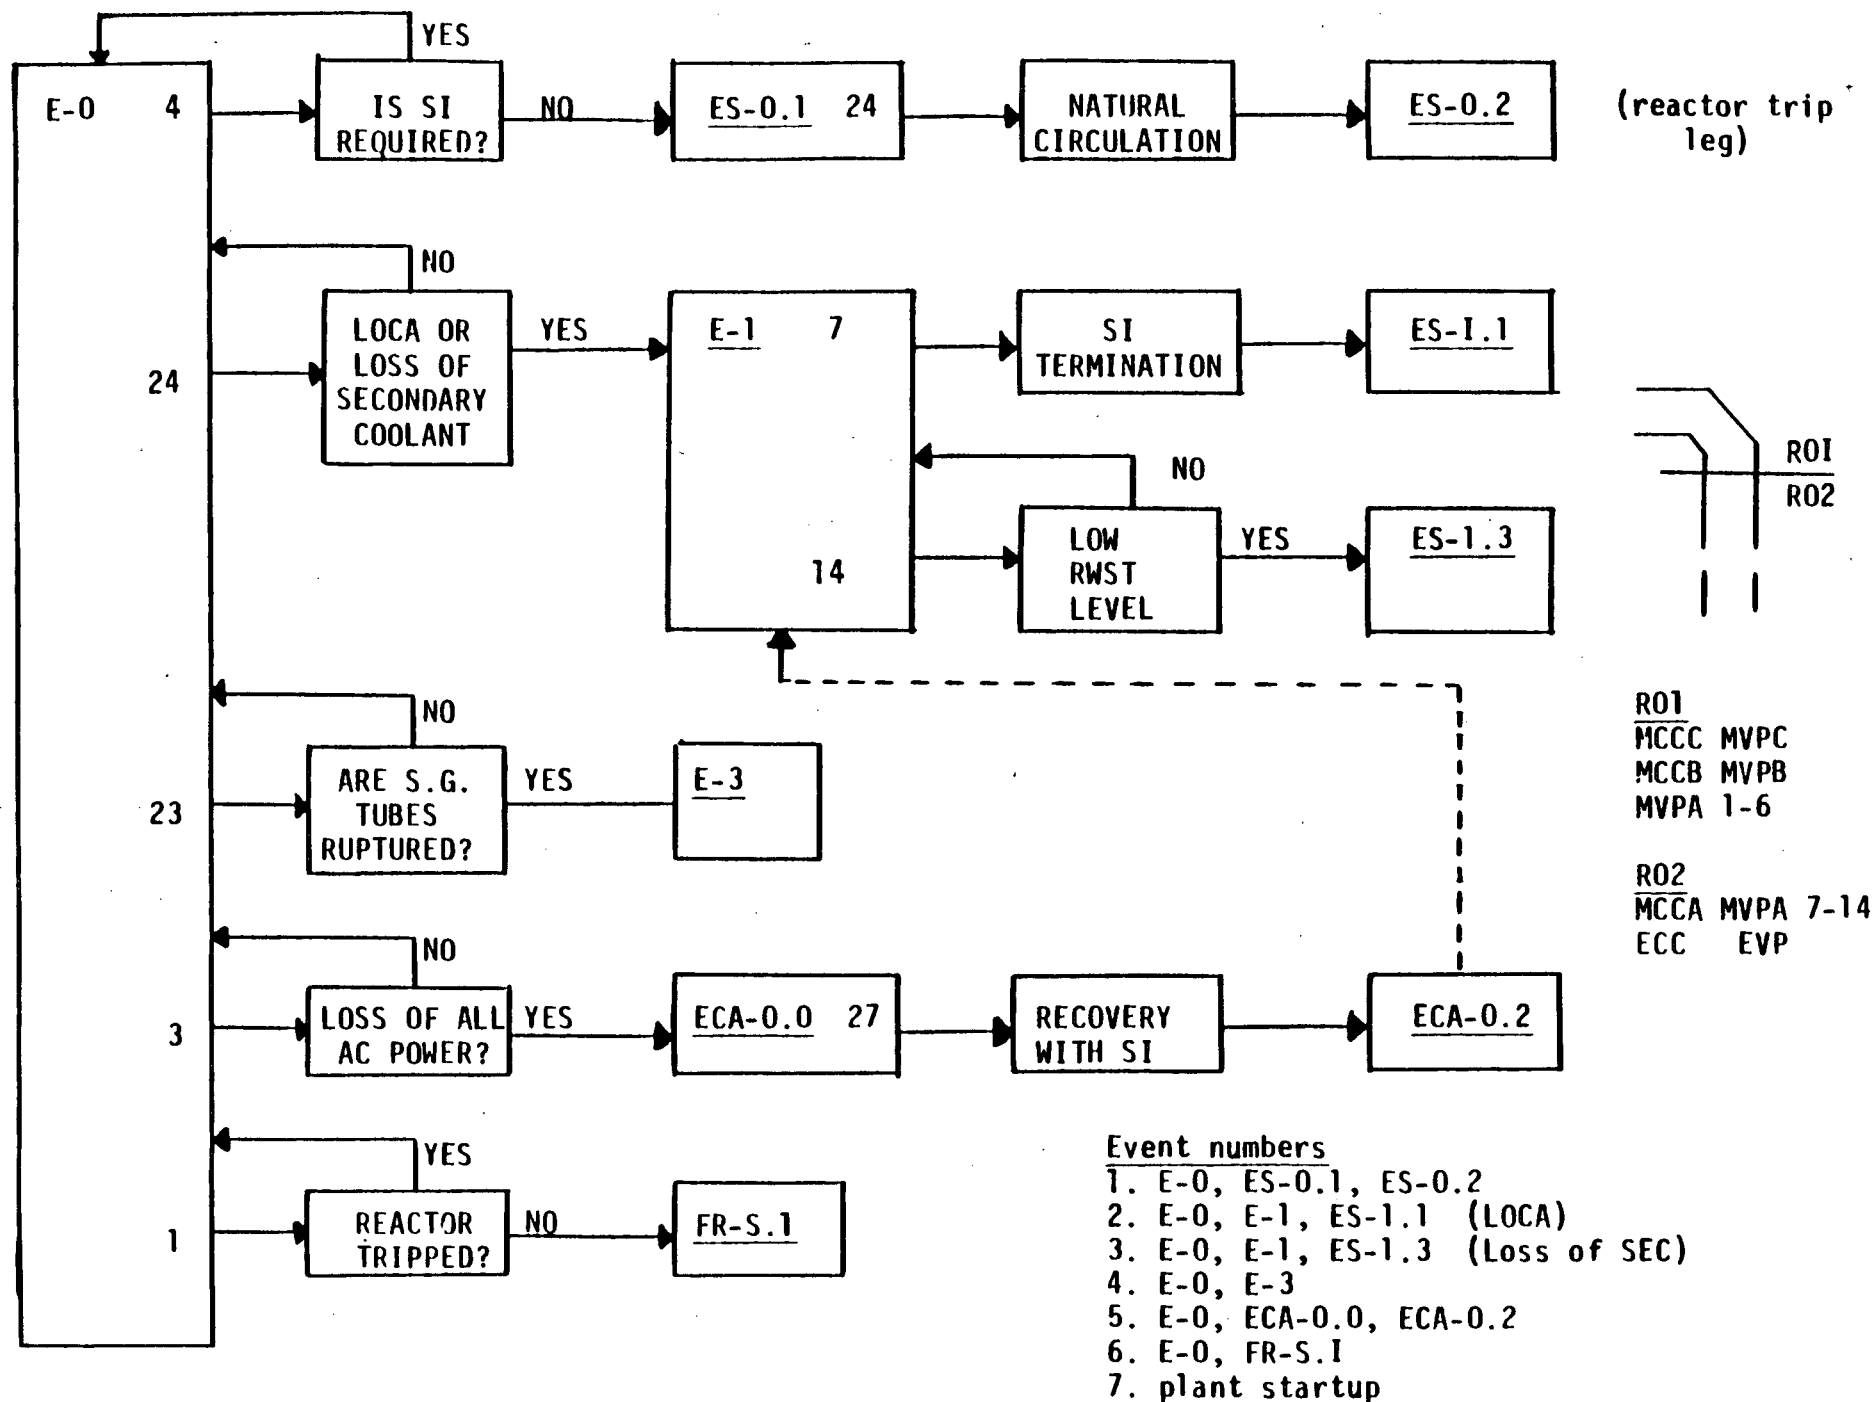 YES
E-0 4
IS SI
REQUIRED?
NO
ES-0.1 24
NATURAL
CIRCULATION
ES-0.2
(reactor trip
leg)
NO
24
LOCA OR
LOSS OF
SECONDARY
COOLANT
YES
E-1 7
SI
TERMINATION
ES-I.1
NO
14
LOW
RWST
LEVEL
YES
ES-1.3
ROI
RO2
NO
23
ARE S.G.
TUBES
RUPTURED?
YES
E-3
RO1
MCCC MVPC
MCCB MVPB
MVPA 1-6
RO2
MCCA MVPA 7-14
ECC EVP
NO
3
LOSS OF ALL
AC POWER?
YES
ECA-0.0 27
RECOVERY
WITH SI
ECA-0.2
YES
1
REACTOR
TRIPPED?
NO
FR-S.1
Event numbers
1. E-0, ES-0.1, ES-0.2
2. E-0, E-1, ES-1.1 (LOCA)
3. E-0, E-1, ES-1.3 (Loss of SEC)
4. E-0, E-3
5. E-0, ECA-0.0, ECA-0.2
6. E-0, FR-S.I
7. plant startup